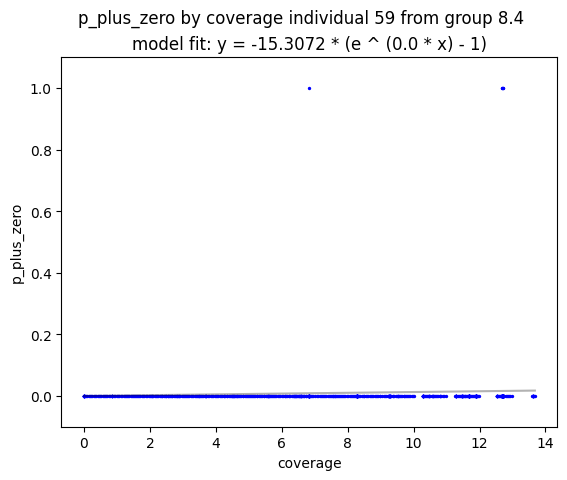 p_plus_zero by coverage individual 59 from group 8.4
model fit: y = -15.3072 * (e ^ (0.0 * x) - 1)
1.0
0.8
0.6
0.4
0.2
0.0
p_plus_zero
0 2 4 6 8 10 12 14
coverage